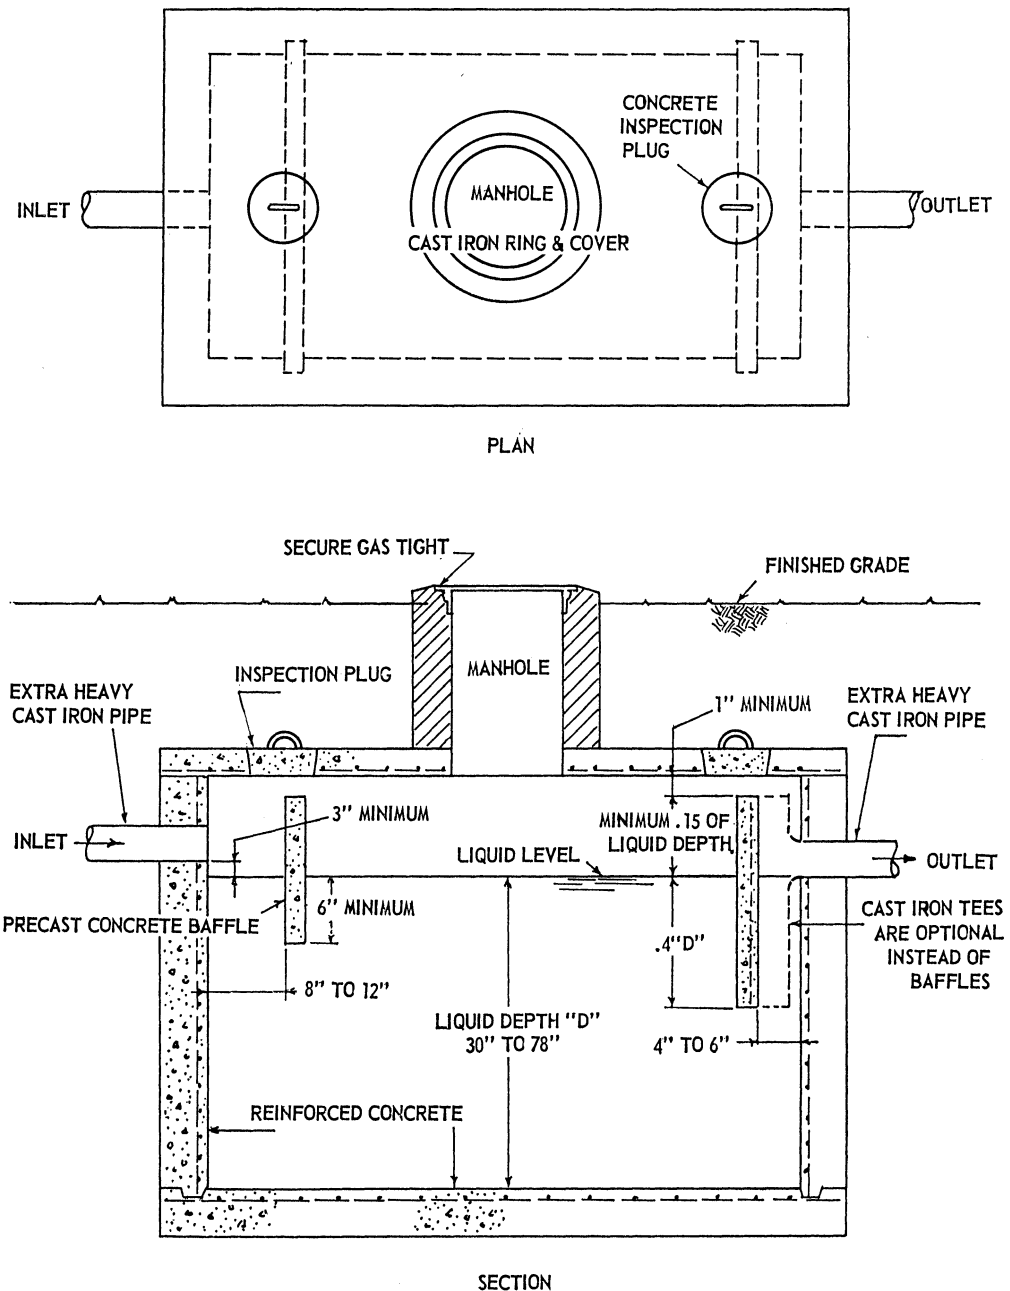 CONCRETE
INSPECTION
PLUG
MANHOLE
INLET
OUTLET
CAST IRON RING & COVER
PLAN
SECURE GAS TIGHT
FINISHED GRADE
INSPECTION PLUG
MANHOLE
EXTRA HEAVY
CAST IRON PIPE
1" MINIMUM
EXTRA HEAVY
CAST IRON PIPE
3" MINIMUM
MINIMUM .15 OF
LIQUID DEPTH
INLET
LIQUID LEVEL
OUTLET
PRECAST CONCRETE BAFFLE
6" MINIMUM
.4"D"
CAST IRON TEES
ARE OPTIONAL
INSTEAD OF
BAFFLES
8" TO 12"
LIQUID DEPTH "D"
30" TO 78"
4" TO 6"
REINFORCED CONCRETE
SECTION